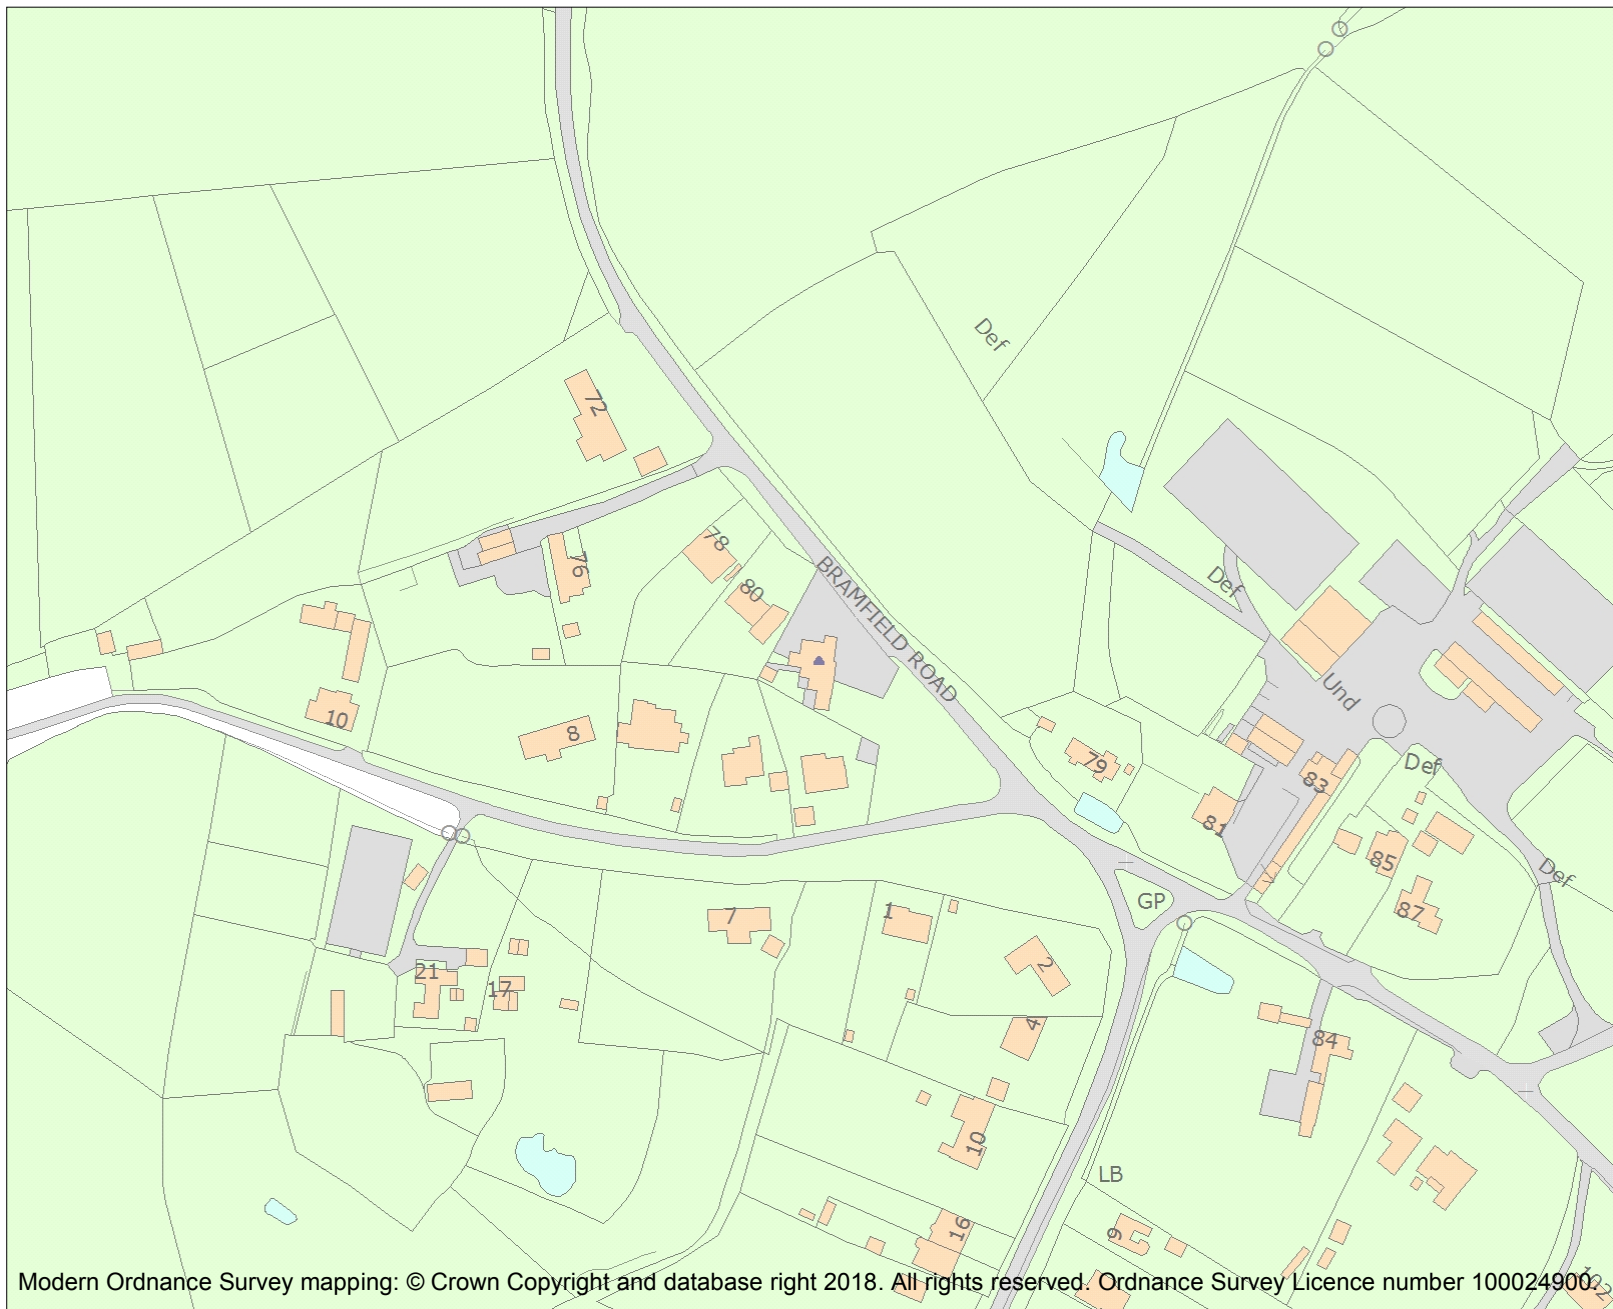 Def
72
78
76
80
BRAMFIELD ROAD
Def
Und
10
8
79
83
Def
81
85
Def
87
GP
7
1
2
21
17
4
84
10
LB
16
9
102
Modern Ordnance Survey mapping: © Crown Copyright and database right 2018. All rights reserved. Ordnance Survey Licence number 100024900.